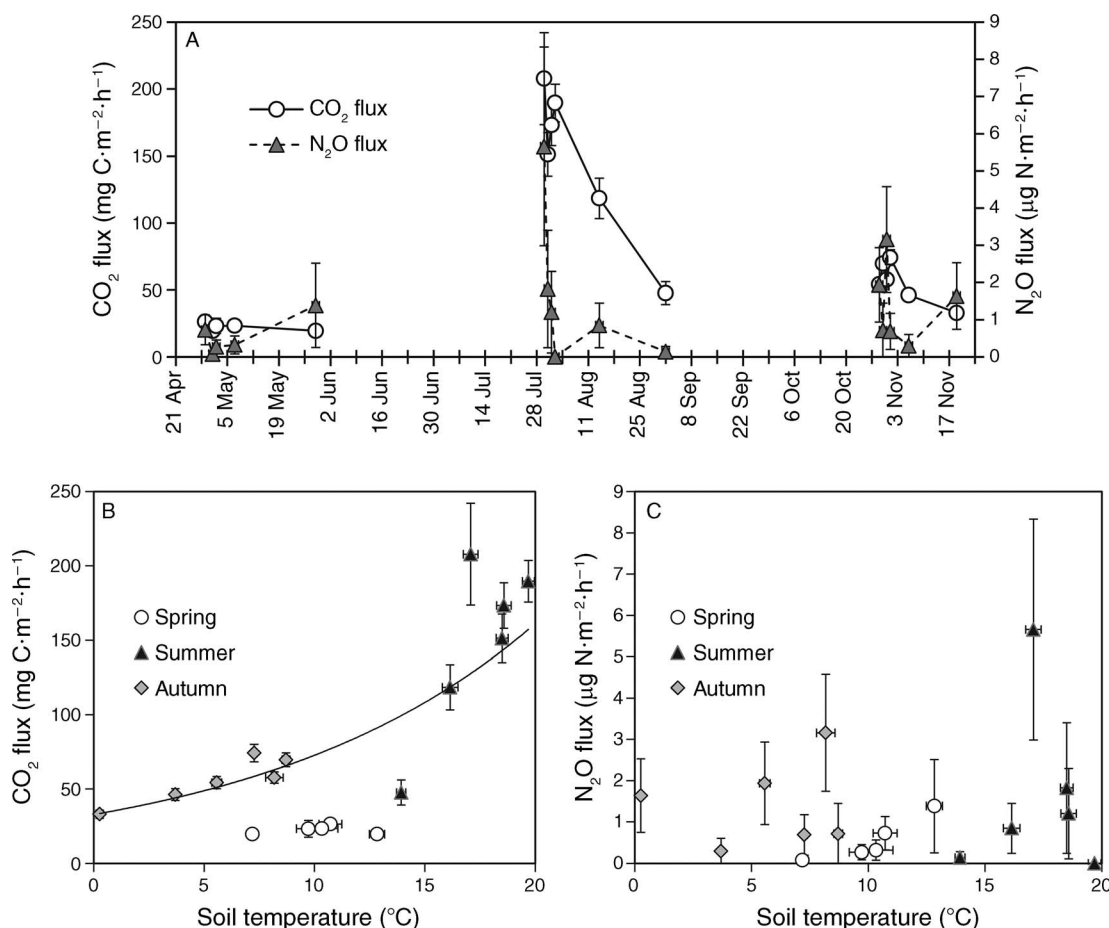 A
CO₂ flux (mg C·m⁻²·h⁻¹)
250
200
150
100
50
0
CO₂ flux
N₂O flux
9
8
7
6
5
4
3
2
1
0
N₂O flux (µg N·m⁻²·h⁻¹)
21 Apr
5 May
19 May
2 Jun
16 Jun
30 Jun
14 Jul
28 Jul
11 Aug
25 Aug
8 Sep
22 Sep
6 Oct
20 Oct
3 Nov
17 Nov
B
CO₂ flux (mg C·m⁻²·h⁻¹)
250
200
150
100
50
0
Spring
Summer
Autumn
0 5 10 15 20
Soil temperature (°C)
C
N₂O flux (µg N·m⁻²·h⁻¹)
9
8
7
6
5
4
3
2
1
0
Spring
Summer
Autumn
0 5 10 15 20
Soil temperature (°C)